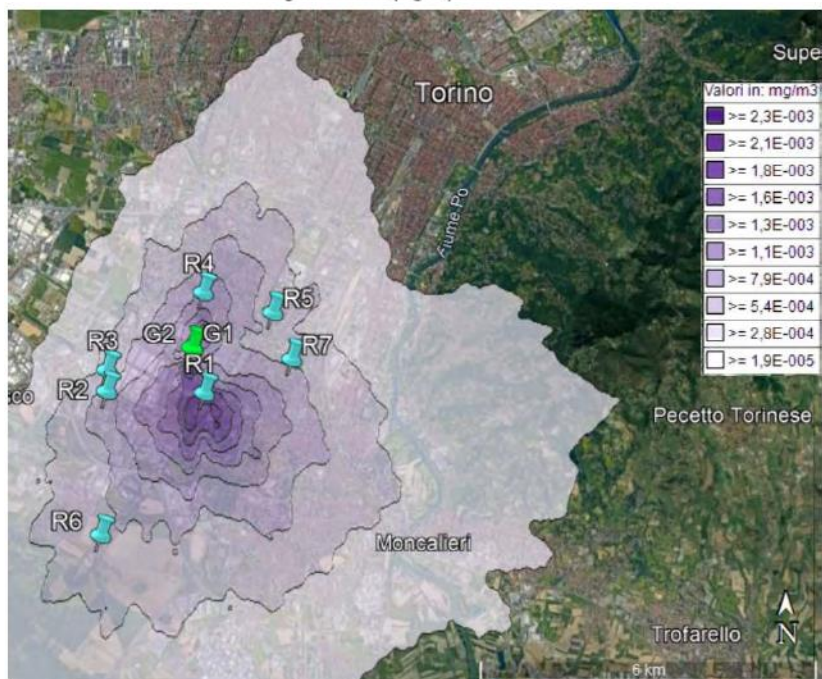 Torino
Supe
Valori in: mg/m3
>= 2,3E-003
>= 2,1E-003
>= 1,8E-003
>= 1,6E-003
>= 1,3E-003
>= 1,1E-003
>= 7,9E-004
>= 5,4E-004
>= 2,8E-004
>= 1,9E-005
Fiume Po
R4
R5
G2
G1
R3
R7
R1
R2
sco
Pecetto Torinese
R6
Moncalieri
Trofarello
N
6 km